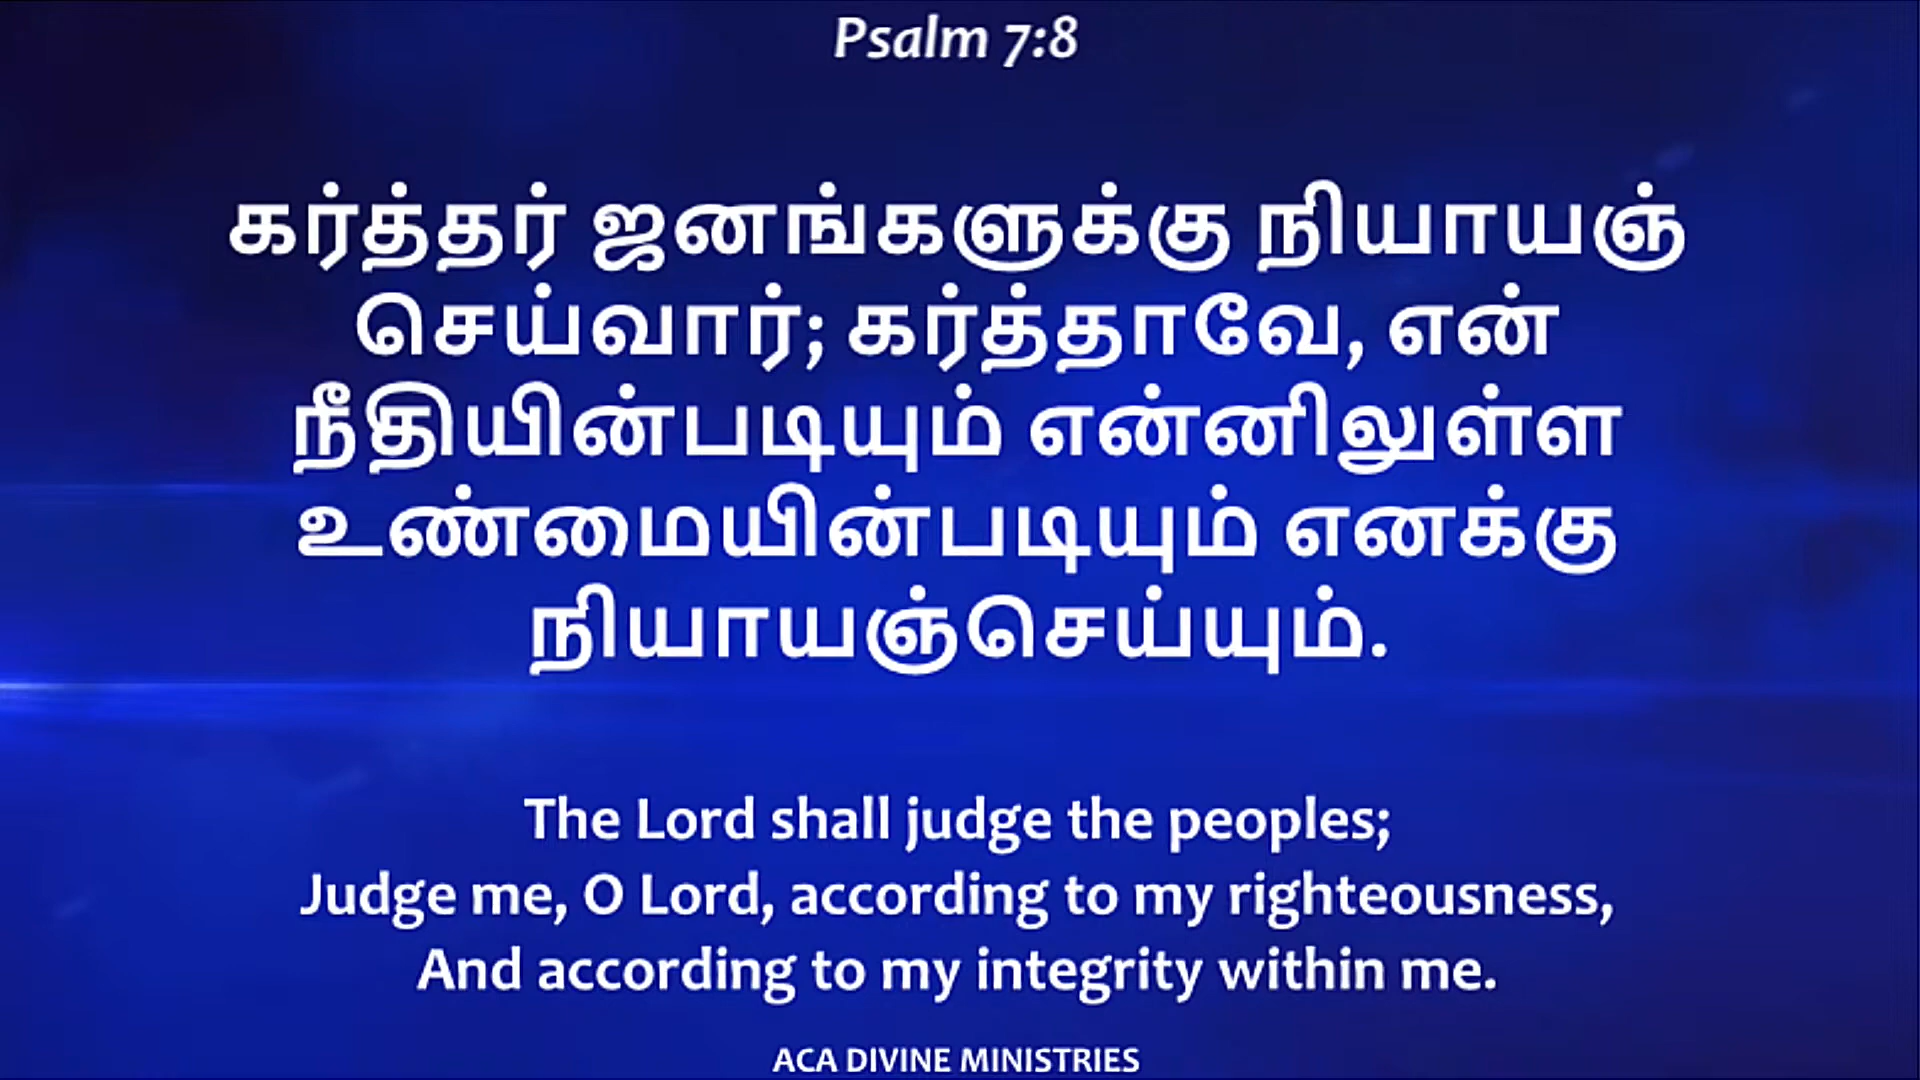 Psalm 7:8
கர்த்தர் ஜனங்களுக்கு நியாயஞ்
செய்வார்; கர்த்தாவே, என்
நீதியின்படியும் என்னிலுள்ள
உண்மையின்படியும் எனக்கு
நியாயஞ்செய்யும்.
The Lord shall judge the peoples;
Judge me, O Lord, according to my righteousness,
And according to my integrity within me.
ACA DIVINE MINISTRIES